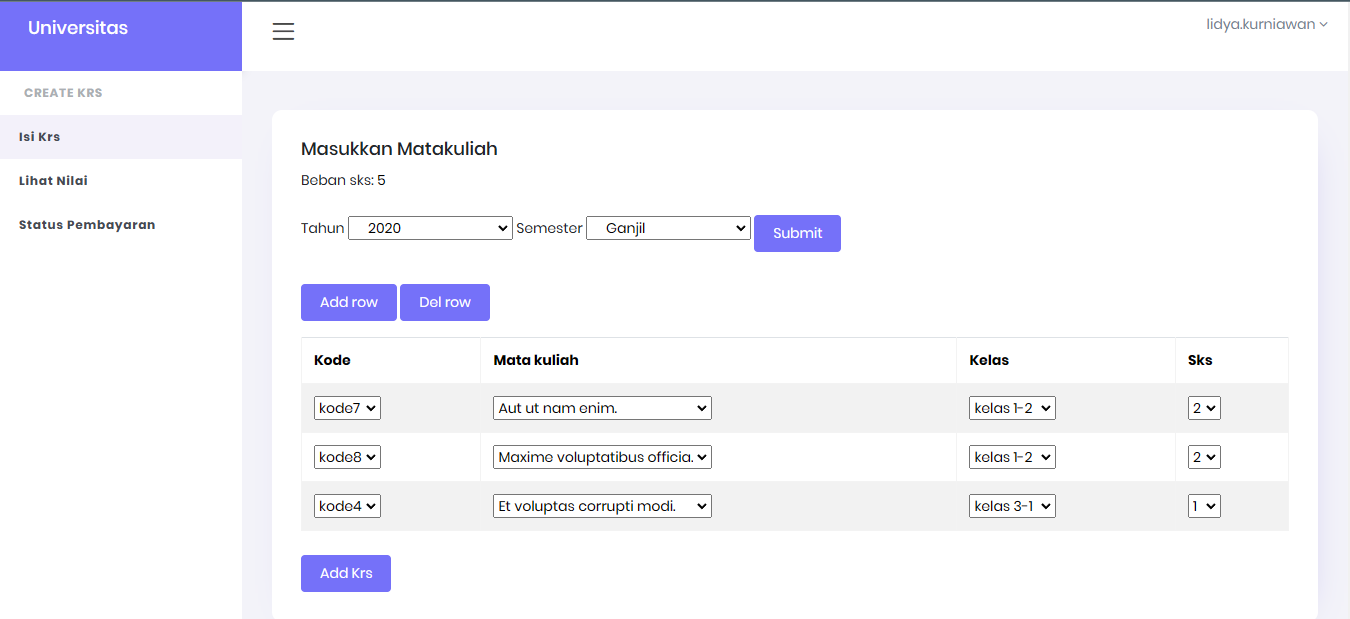 Universitas
lidya.kurniawan
CREATE KRS
Isi Krs
Lihat Nilai
Status Pembayaran
Masukkan Matakuliah
Beban sks: 5
Tahun 2020 Semester Ganjil Submit
Add row Del row
Kode Mata kuliah Kelas Sks
kode7 Aut ut nam enim. kelas 1-2 2
kode8 Maxime voluptatibus officia. kelas 1-2 2
kode4 Et voluptas corrupti modi. kelas 3-1 1
Add Krs